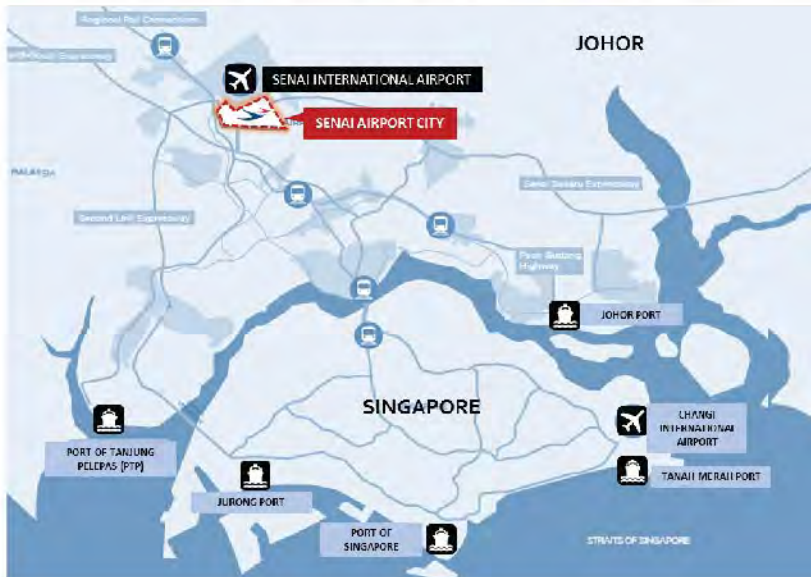 Regional Rail Connections
JOHOR
SENAI INTERNATIONAL AIRPORT
SENAI AIRPORT CITY
MALAYSIA
Second Link Expressway
Senai Desaru Expressway
Pasir Gudang
Highway
JOHOR PORT
SINGAPORE
CHANGI
INTERNATIONAL
AIRPORT
PORT OF TANJUNG
PELEPAS (PTP)
TANAH MERAH PORT
JURONG PORT
PORT OF
SINGAPORE
STRAITS OF SINGAPORE